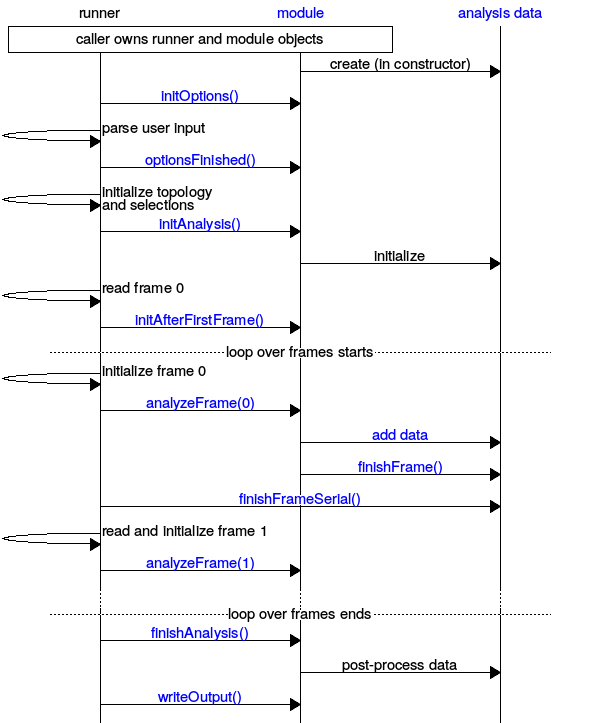 runner module analysis data
caller owns runner and module objects
create (in constructor)
initOptions()
parse user input
optionsFinished()
initialize topology
and selections
initAnalysis()
initialize
read frame 0
initAfterFirstFrame()
loop over frames starts
initialize frame 0
analyzeFrame(0)
add data
finishFrame()
finishFrameSerial()
read and initialize frame 1
analyzeFrame(1)
loop over frames ends
finishAnalysis()
post-process data
writeOutput()